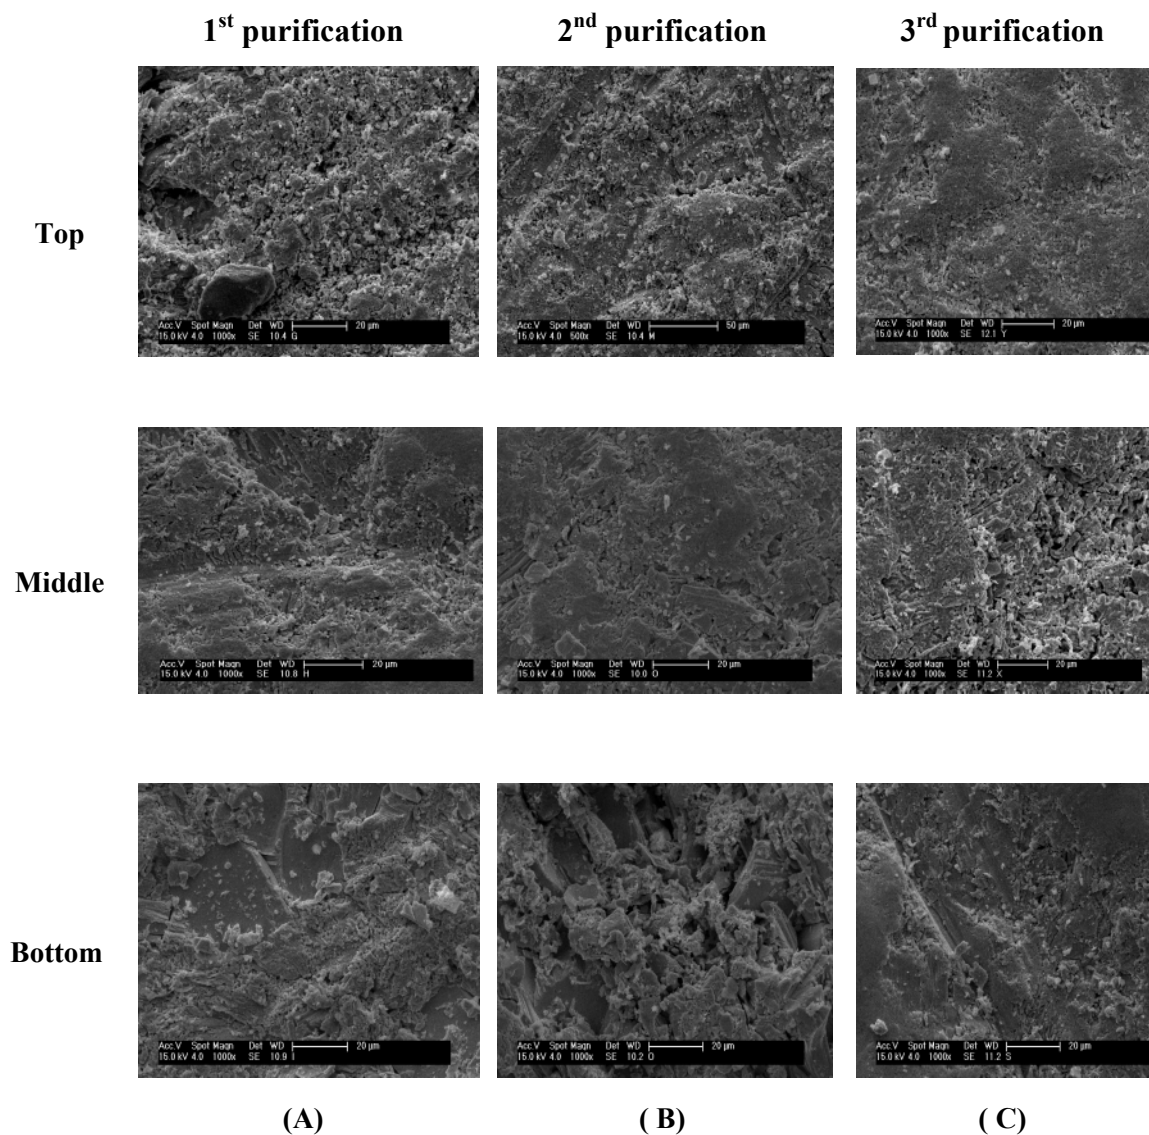 1st purification 2nd purification 3rd purification
Top
Acc.V Spot Magn Det WD 20 µm
15.0 kV 4.0 1000x SE 10.4 G
Acc.V Spot Magn Det WD 50 µm
15.0 kV 4.0 500x SE 10.4 M
Acc.V Spot Magn Det WD 20 µm
15.0 kV 4.0 1000x SE 12.1 Y
Middle
Acc.V Spot Magn Det WD 20 µm
15.0 kV 4.0 1000x SE 10.8 H
Acc.V Spot Magn Det WD 20 µm
15.0 kV 4.0 1000x SE 10.0 O
Acc.V Spot Magn Det WD 20 µm
15.0 kV 4.0 1000x SE 11.2 X
Bottom
Acc.V Spot Magn Det WD 20 µm
15.0 kV 4.0 1000x SE 10.9 I
Acc.V Spot Magn Det WD 20 µm
15.0 kV 4.0 1000x SE 10.2 O
Acc.V Spot Magn Det WD 20 µm
15.0 kV 4.0 1000x SE 11.2 S
(A) ( B) ( C)